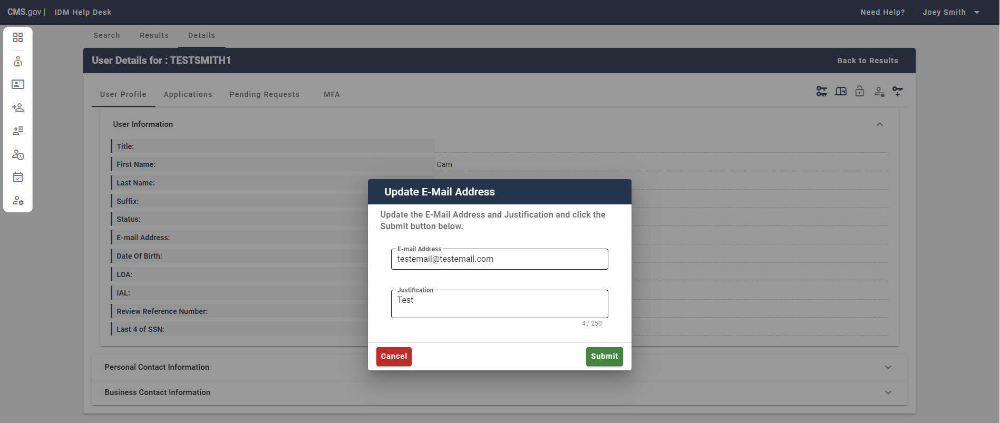 CMS.gov | IDM Help Desk
Need Help? Joey Smith
Search Results Details
User Details for : TESTSMITH1
Back to Results
User Profile Applications Pending Requests MFA
User Information
Title:
First Name: Cam
Last Name:
Suffix:
Status:
E-mail Address:
Date Of Birth:
LOA:
IAL:
Review Reference Number:
Last 4 of SSN:
Personal Contact Information
Business Contact Information
Update E-Mail Address
Update the E-Mail Address and Justification and click the
Submit button below.
E-mail Address
testemail@testemail.com
Justification
Test
4 / 250
Cancel Submit